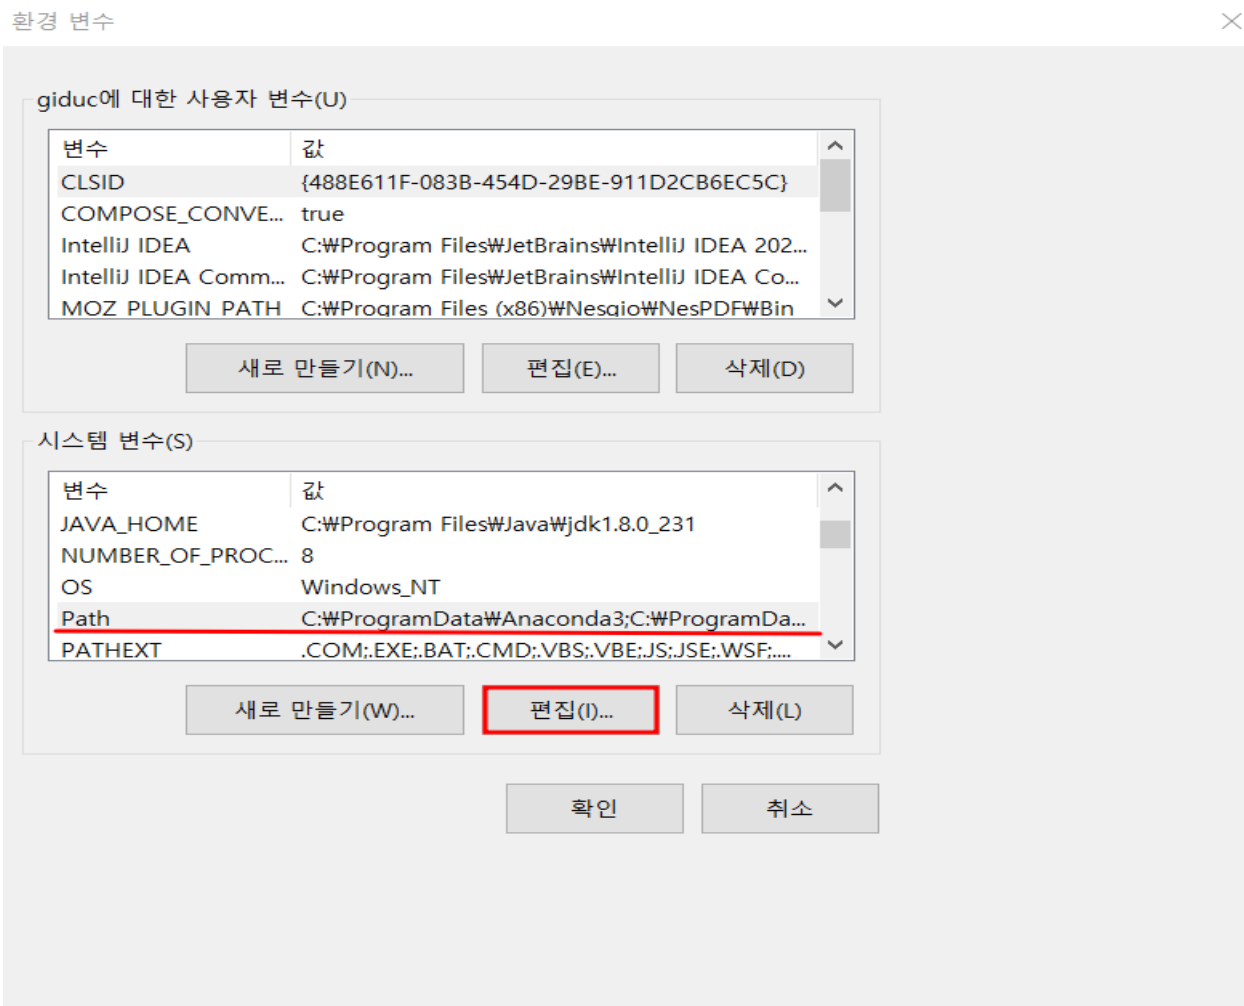 환경 변수
giduc에 대한 사용자 변수(U)
변수 값
CLSID {488E611F-083B-454D-29BE-911D2CB6EC5C}
COMPOSE_CONVE... true
IntelliJ IDEA C:₩Program Files₩JetBrains₩IntelliJ IDEA 202...
IntelliJ IDEA Comm... C:₩Program Files₩JetBrains₩IntelliJ IDEA Co...
MOZ_PLUGIN_PATH C:₩Program Files (x86)₩Nesgio₩NesPDF₩Bin
새로 만들기(N)... 편집(E)... 삭제(D)
시스템 변수(S)
변수 값
JAVA_HOME C:₩Program Files₩Java₩jdk1.8.0_231
NUMBER_OF_PROC... 8
OS Windows_NT
Path C:₩ProgramData₩Anaconda3;C:₩ProgramDa...
PATHEXT .COM;.EXE;.BAT;.CMD;.VBS;.VBE;.JS;.JSE;.WSF;....
새로 만들기(W)... 편집(I)... 삭제(L)
확인 취소